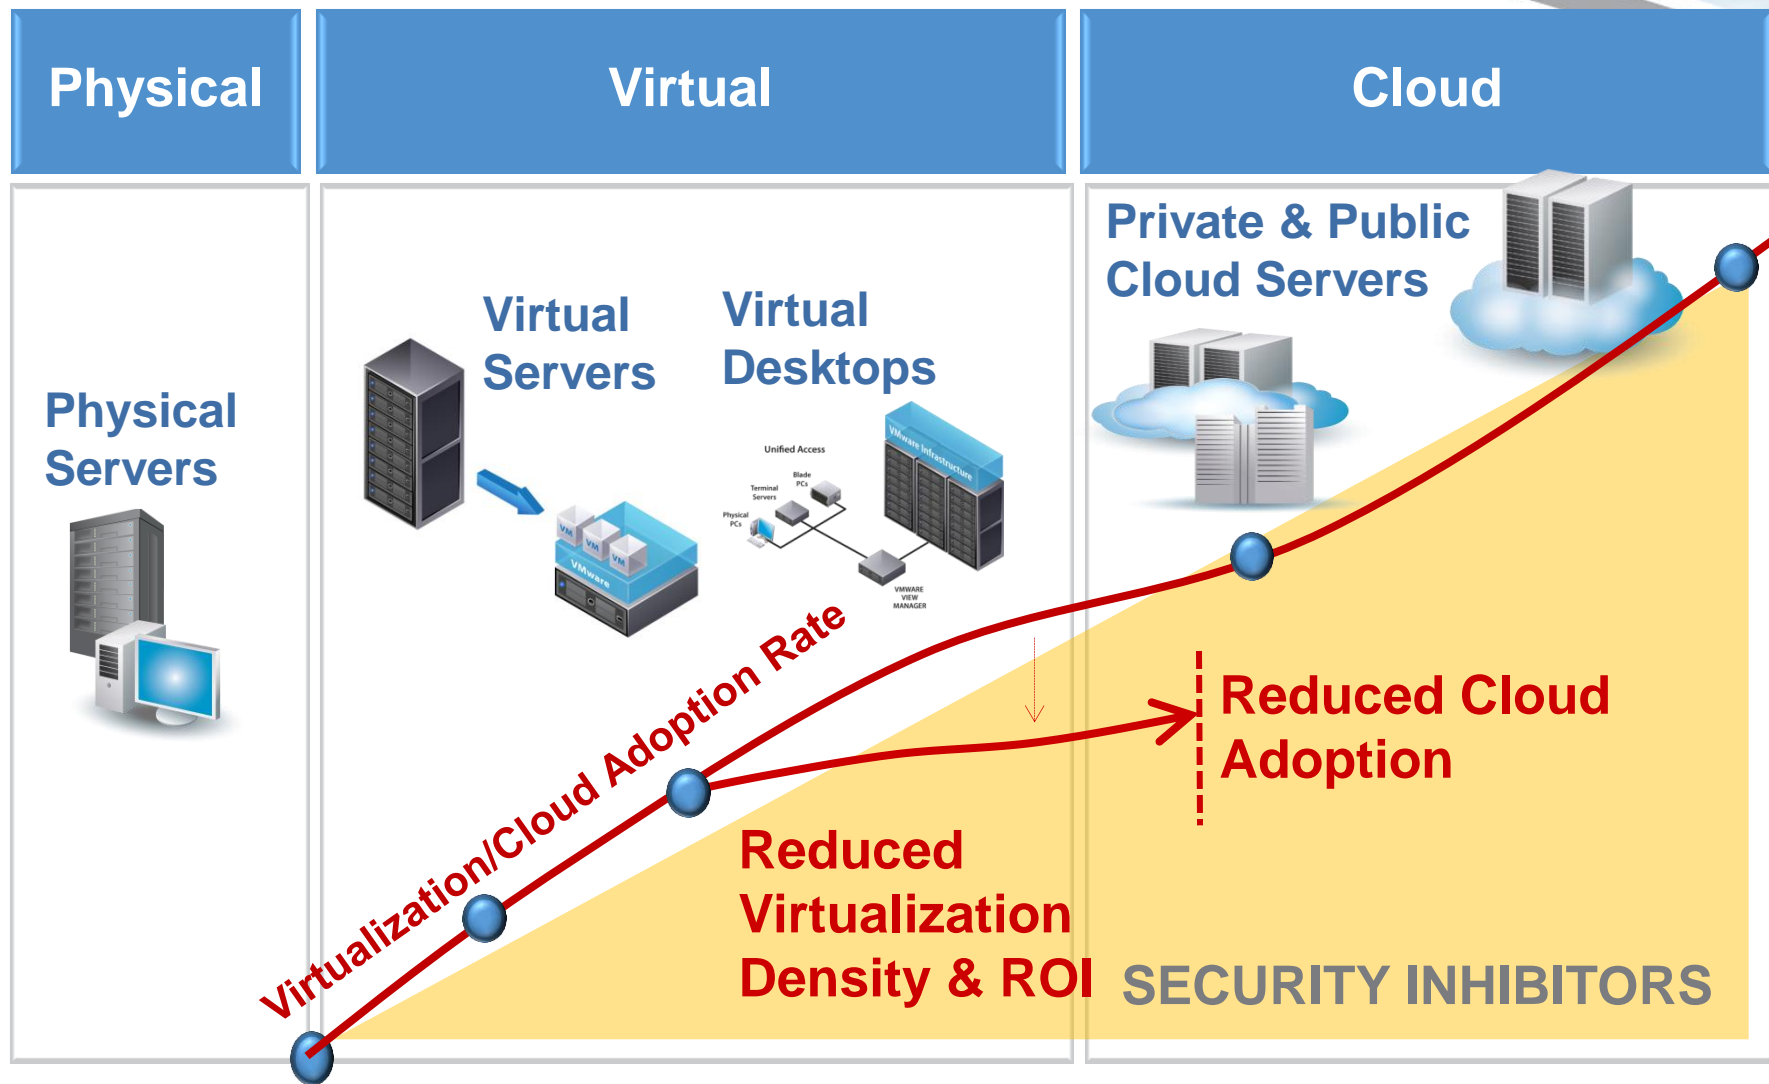 Physical
Virtual
Cloud
Physical
Servers
Virtual
Servers
VM
VM
VM
VMware
Virtual
Desktops
Unified Access
Blade
PCs
Terminal
Servers
Physical
PCs
VMware Infrastructure
VMWARE
VIEW
MANAGER
Private & Public
Cloud Servers
Virtualization/Cloud Adoption Rate
Reduced Cloud
Adoption
Reduced
Virtualization
Density & ROI
SECURITY INHIBITORS